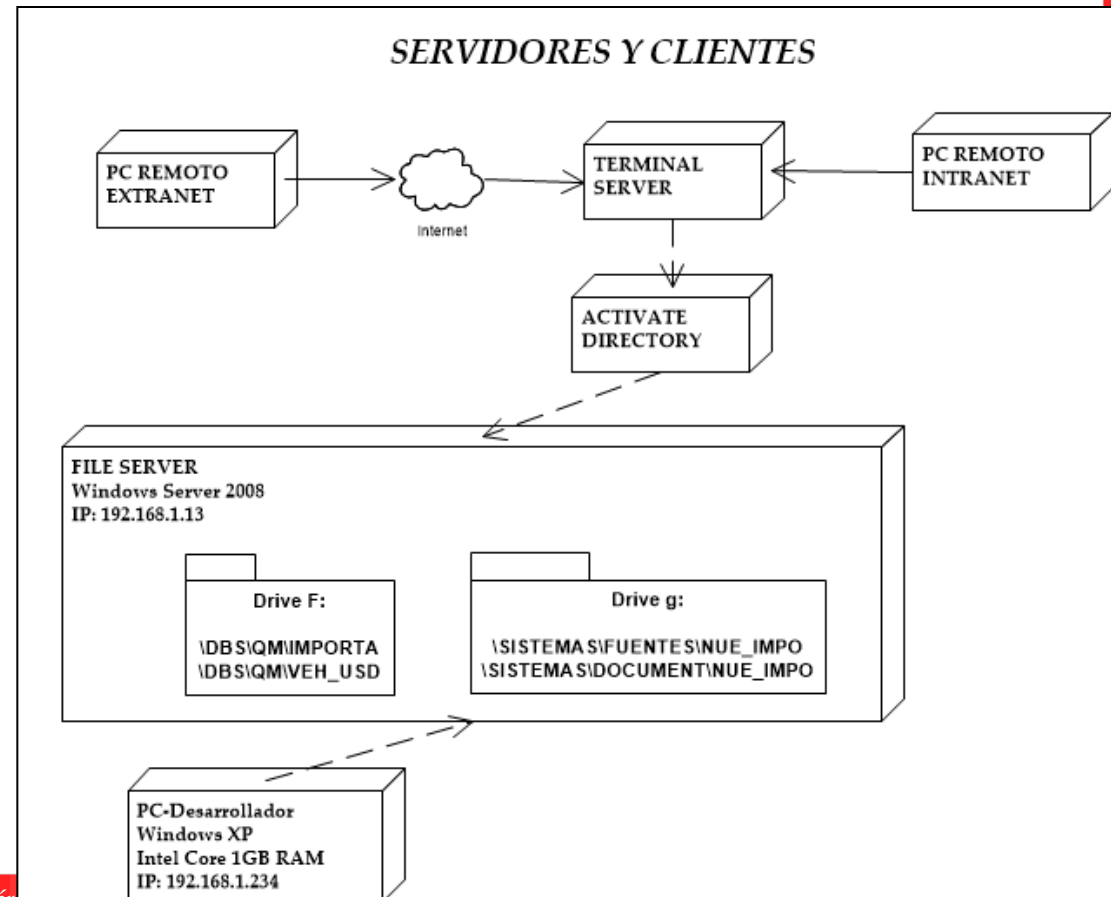 SERVIDORES Y CLIENTES
PC REMOTO
EXTRANET
Internet
TERMINAL
SERVER
PC REMOTO
INTRANET
ACTIVATE
DIRECTORY
FILE SERVER
Windows Server 2008
IP: 192.168.1.13
Drive F:
\DBS\QM\IMPORTA
\DBS\QM\VEH_USD
Drive g:
\SISTEMAS\FUENTES\NUE_IMPO
\SISTEMAS\DOCUMENT\NUE_IMPO
PC-Desarrollador
Windows XP
Intel Core 1GB RAM
IP: 192.168.1.234